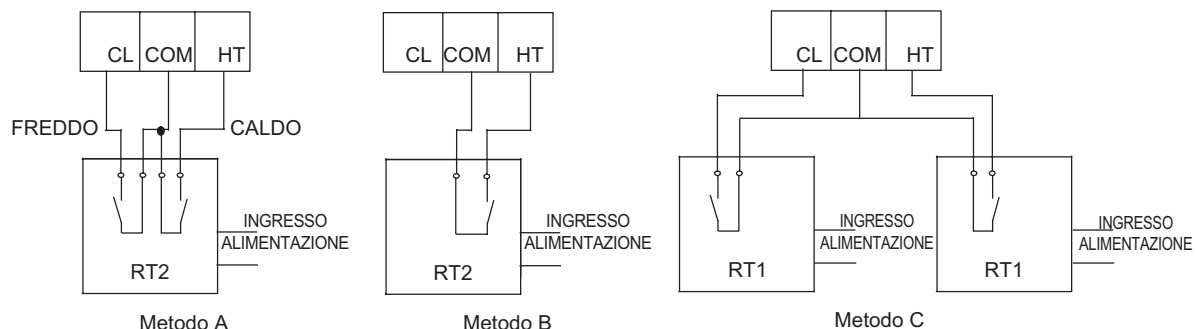 CL COM HT
FREDDO CALDO
INGRESSO
ALIMENTAZIONE
RT2
Metodo A
CL COM HT
INGRESSO
ALIMENTAZIONE
RT2
Metodo B
CL COM HT
INGRESSO
ALIMENTAZIONE
RT1
INGRESSO
ALIMENTAZIONE
RT1
Metodo C